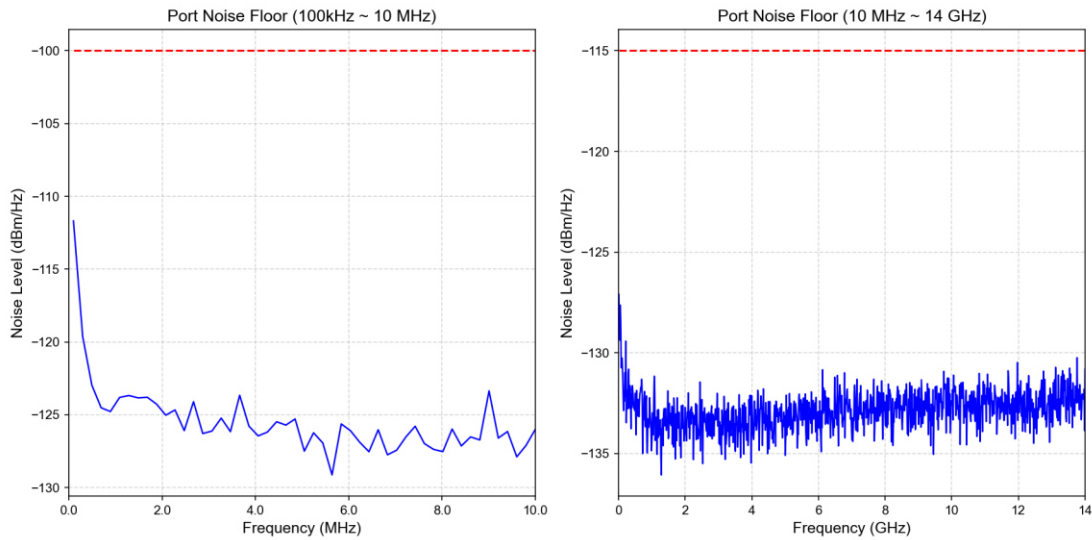 Port Noise Floor (100kHz ~ 10 MHz)
Noise Level (dBm/Hz)
−100
−105
−110
−115
−120
−125
−130
0.0 2.0 4.0 6.0 8.0 10.0
Frequency (MHz)
Port Noise Floor (10 MHz ~ 14 GHz)
Noise Level (dBm/Hz)
−115
−120
−125
−130
−135
0 2 4 6 8 10 12 14
Frequency (GHz)